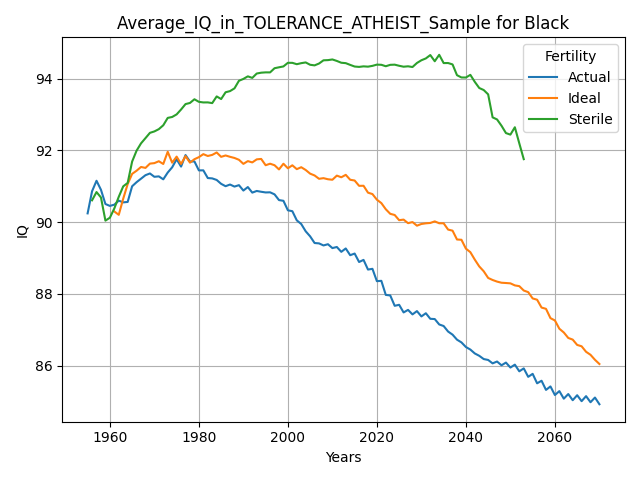 Average_IQ_in_TOLERANCE_ATHEIST_Sample for Black
Fertility
Actual
Ideal
Sterile
IQ
94
92
90
88
86
1960
1980
2000
2020
2040
2060
Years